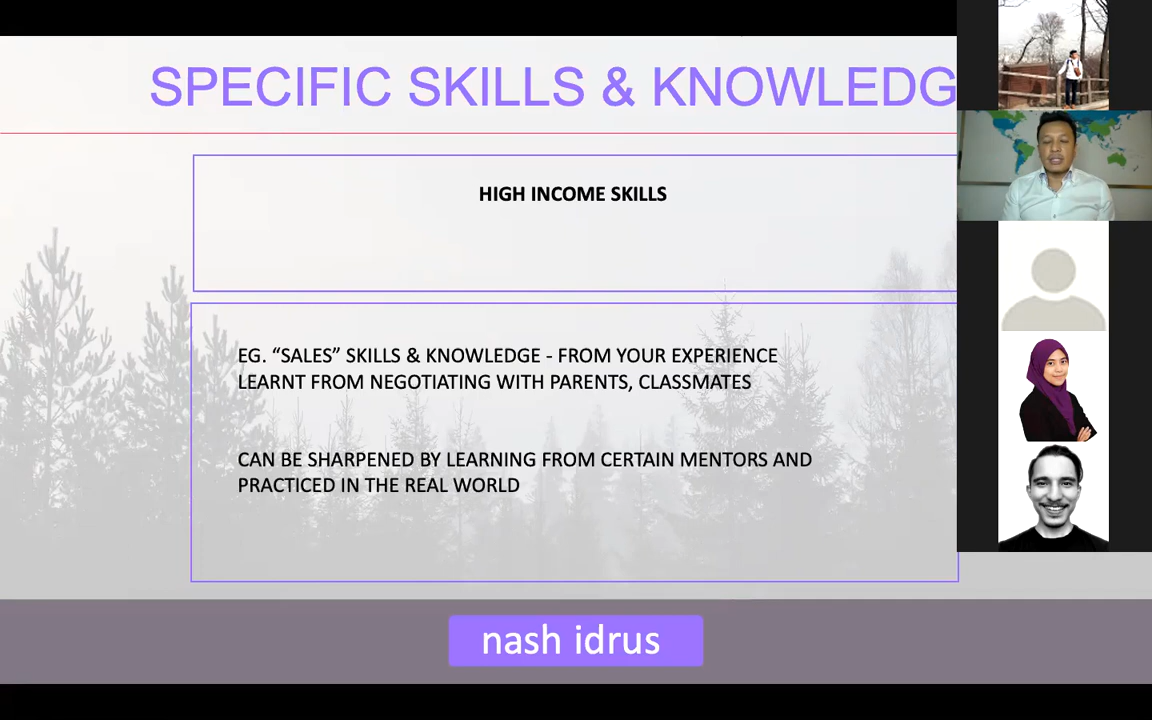 SPECIFIC SKILLS & KNOWLEDG
HIGH INCOME SKILLS
EG. “SALES” SKILLS & KNOWLEDGE - FROM YOUR EXPERIENCE
LEARNT FROM NEGOTIATING WITH PARENTS, CLASSMATES
CAN BE SHARPENED BY LEARNING FROM CERTAIN MENTORS AND
PRACTICED IN THE REAL WORLD
nash idrus